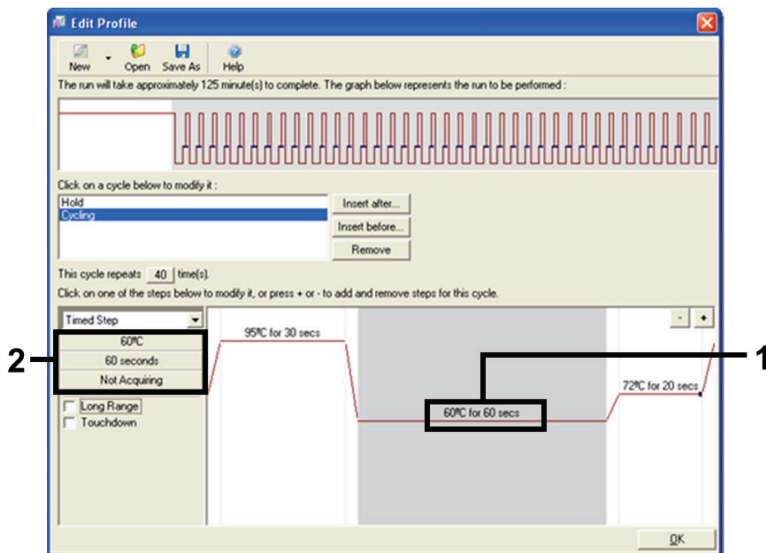 Edit Profile
New Open Save As Help
The run will take approximately 125 minute(s) to complete. The graph below represents the run to be performed :
Click on a cycle below to modify it :
Hold
Cycling
Insert after...
Insert before...
Remove
This cycle repeats 40 time(s).
Click on one of the steps below to modify it, or press + or - to add and remove steps for this cycle.
Timed Step
- +
60ºC
60 seconds
Not Acquiring
Long Range
Touchdown
95ºC for 30 secs
60ºC for 60 secs
72ºC for 20 secs
2
1
OK